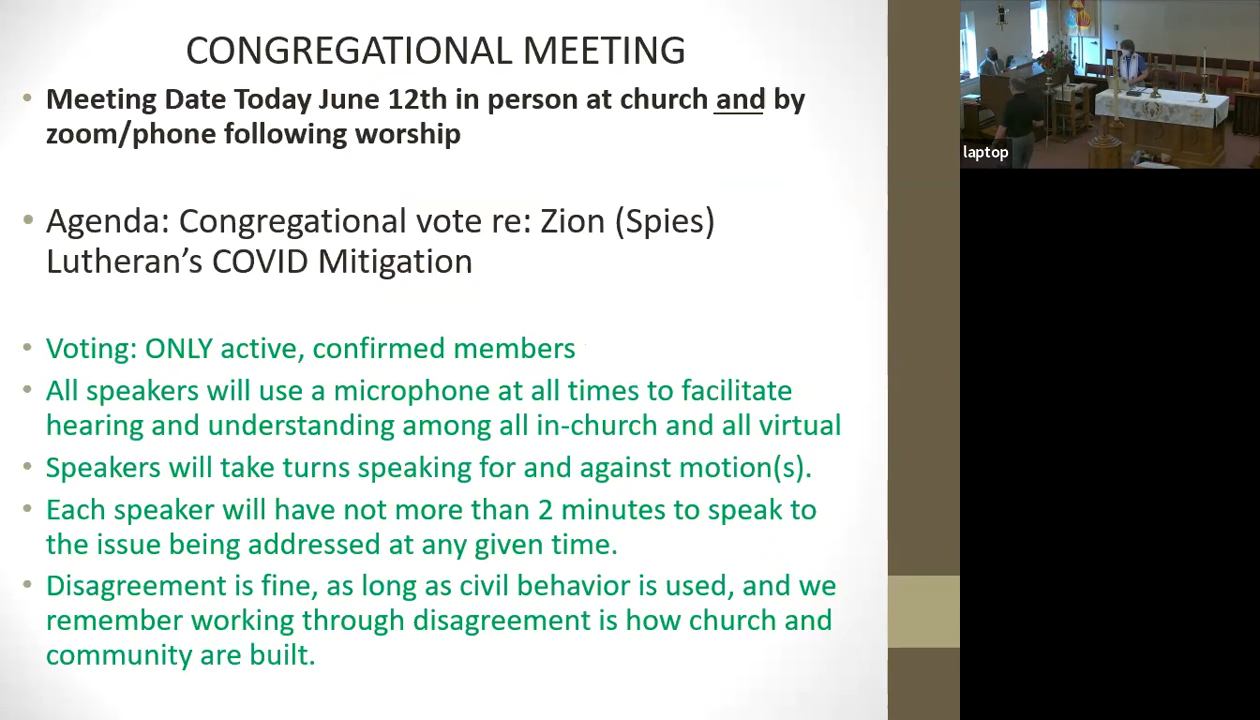 CONGREGATIONAL MEETING
• Meeting Date Today June 12th in person at church and by
zoom/phone following worship
• Agenda: Congregational vote re: Zion (Spies)
Lutheran's COVID Mitigation
• Voting: ONLY active, confirmed members
• All speakers will use a microphone at all times to facilitate
hearing and understanding among all in-church and all virtual
• Speakers will take turns speaking for and against motion(s).
• Each speaker will have not more than 2 minutes to speak to
the issue being addressed at any given time.
• Disagreement is fine, as long as civil behavior is used, and we
remember working through disagreement is how church and
community are built.
laptop